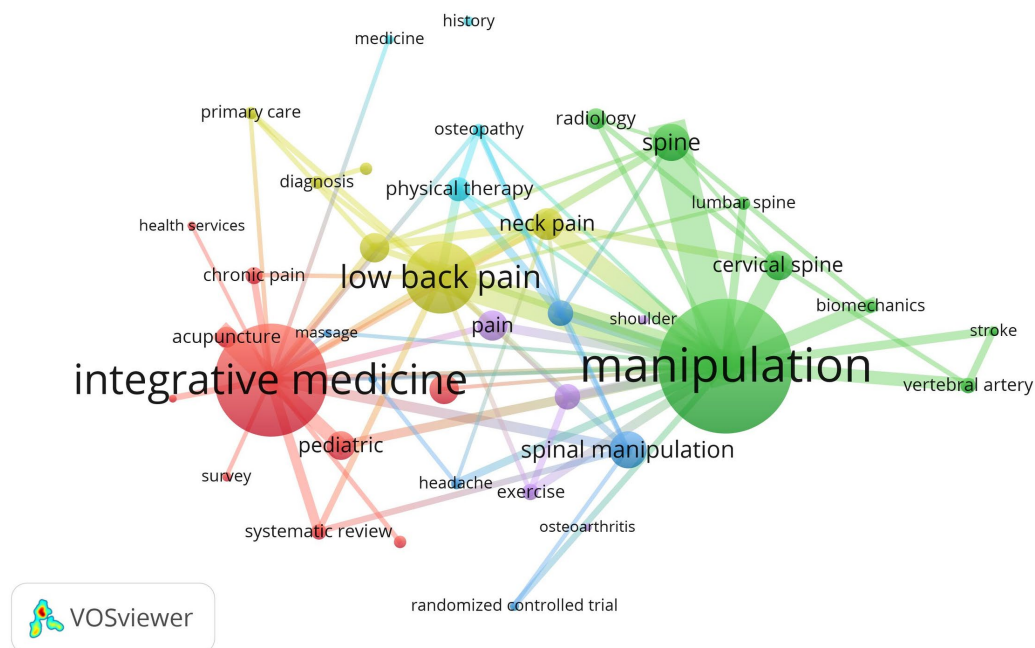 history
medicine
primary care
radiology
osteopathy
spine
diagnosis
physical therapy
lumbar spine
health services
neck pain
cervical spine
chronic pain
low back pain
biomechanics
shoulder
pain
stroke
massage
acupuncture
manipulation
integrative medicine
vertebral artery
pediatric
spinal manipulation
survey
headache
exercise
systematic review
osteoarthritis
randomized controlled trial
VOSviewer